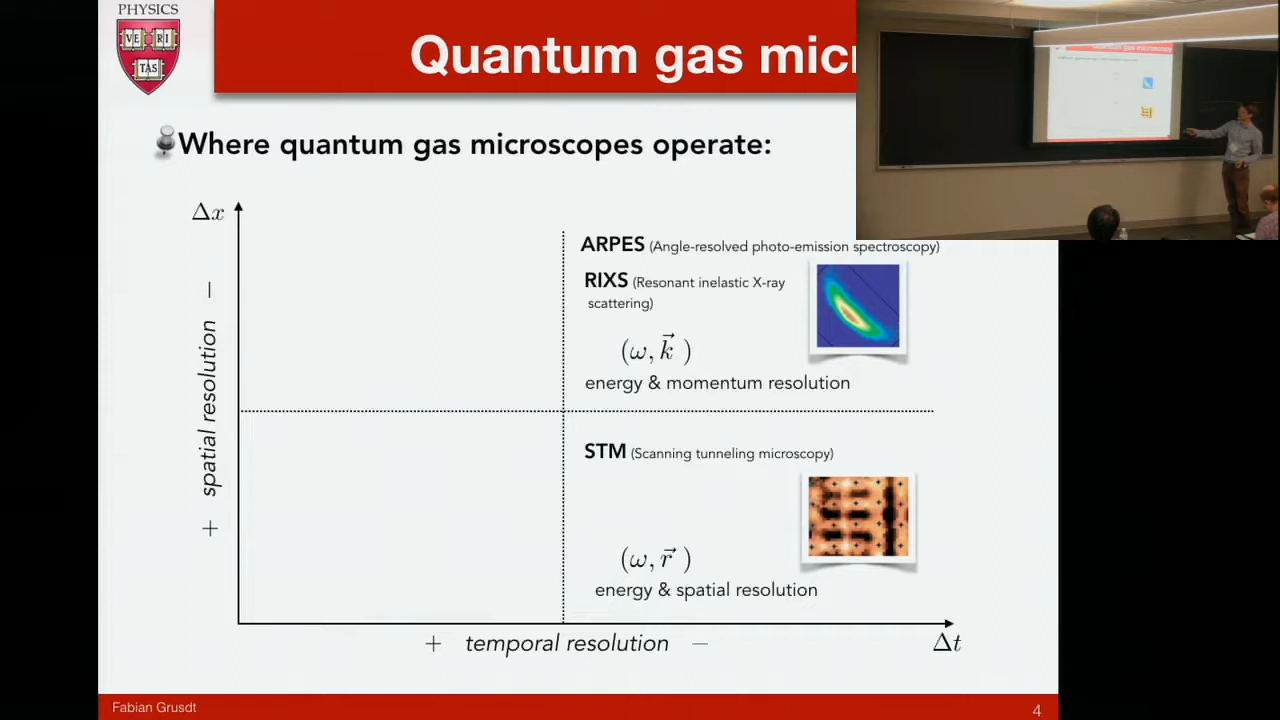 PHYSICS
VE RI
TAS
Quantum gas mic
Where quantum gas microscopes operate:
Δx
ARPES (Angle-resolved photo-emission spectroscopy)
RIXS (Resonant inelastic X-ray
scattering)
(ω, k⃗ )
energy & momentum resolution
+ spatial resolution −
STM (Scanning tunneling microscopy)
(ω, r⃗ )
energy & spatial resolution
+ temporal resolution −
Δt
Fabian Grusdt
4